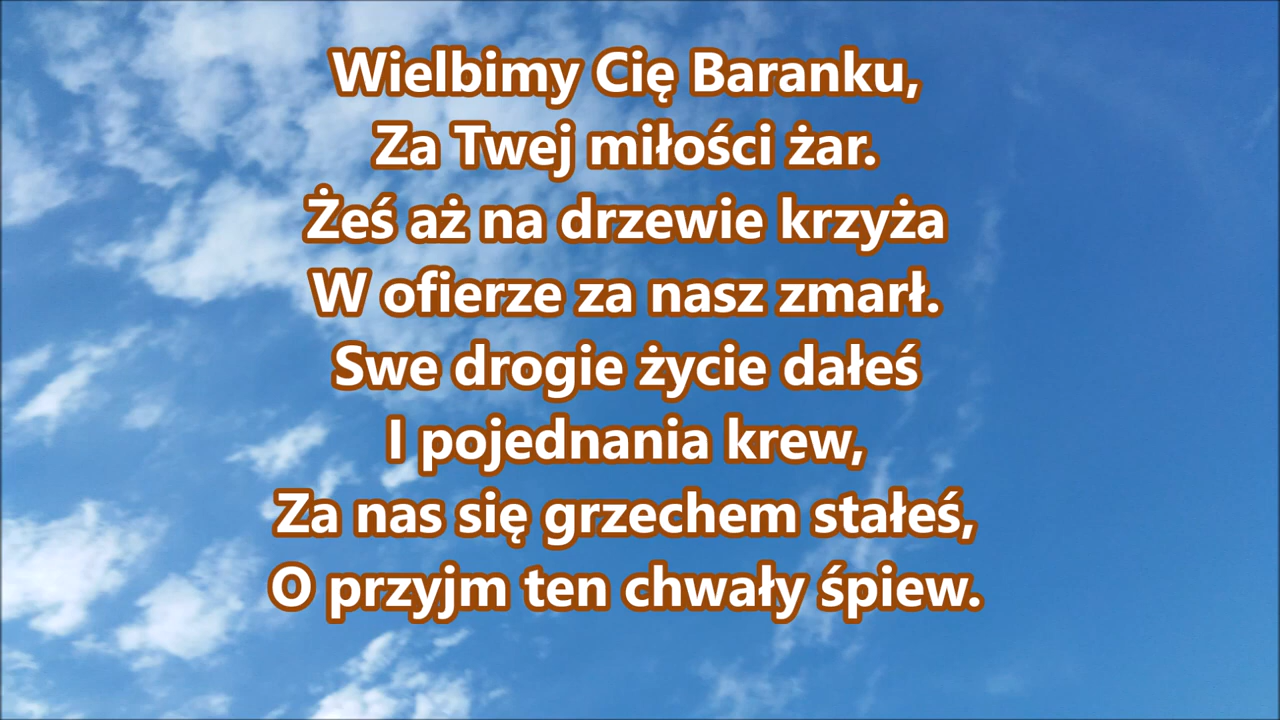 Wielbimy Cię Baranku,
Za Twej miłości żar.
Żeś aż na drzewie krzyża
W ofierze za nasz zmarł.
Swe drogie życie dałeś
I pojednania krew,
Za nas się grzechem stałeś,
O przyjm ten chwały śpiew.